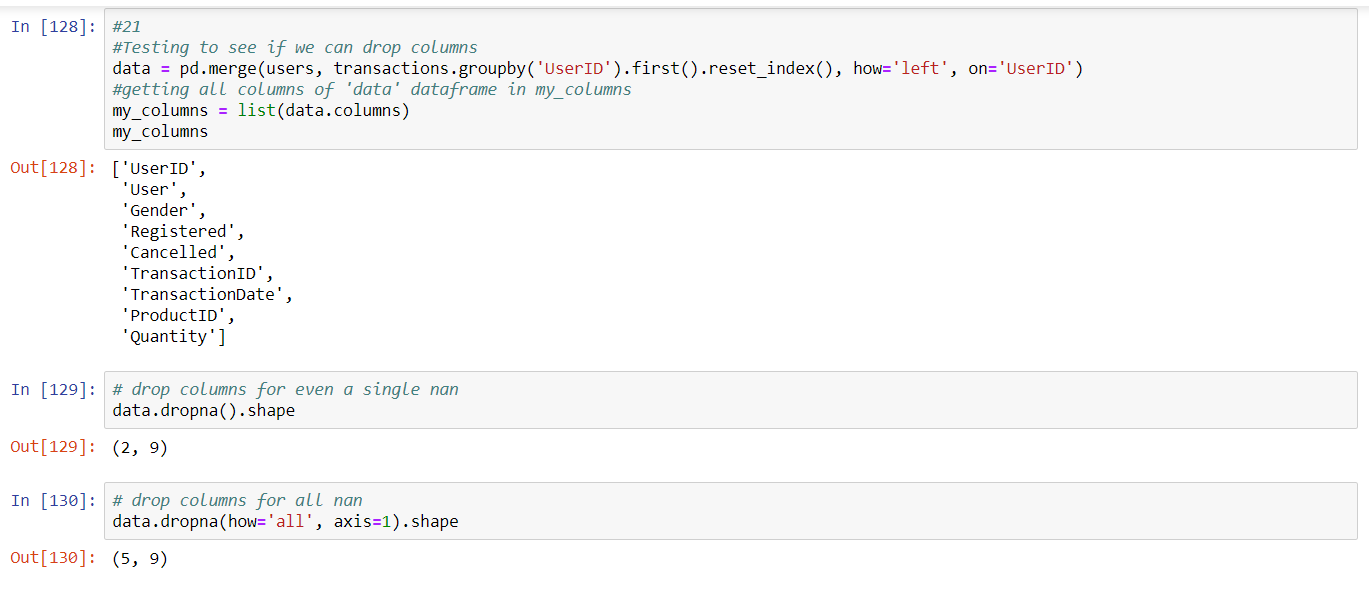 In [128]: #21
#Testing to see if we can drop columns
data = pd.merge(users, transactions.groupby('UserID').first().reset_index(), how='left', on='UserID')
#getting all columns of 'data' dataframe in my_columns
my_columns = list(data.columns)
my_columns
Out[128]: ['UserID',
'User',
'Gender',
'Registered',
'Cancelled',
'TransactionID',
'TransactionDate',
'ProductID',
'Quantity']
In [129]: # drop columns for even a single nan
data.dropna().shape
Out[129]: (2, 9)
In [130]: # drop columns for all nan
data.dropna(how='all', axis=1).shape
Out[130]: (5, 9)